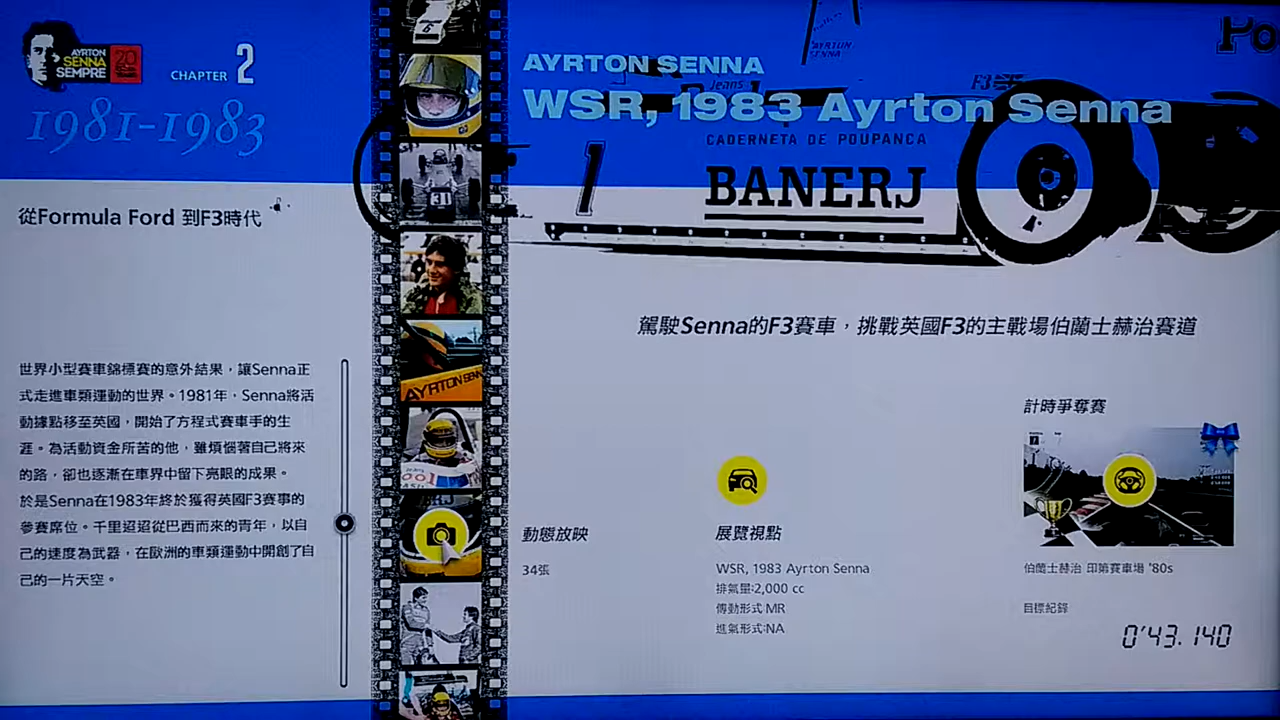 AYRTON
SENNA
SEMPRE
20
CHAPTER 2
1981-1983
從Formula Ford 到F3時代
世界小型賽車錦標賽的意外結果，讓Senna正
式走進車類運動的世界。1981年，Senna將活
動據點移至英國，開始了方程式賽車手的生
涯。為活動資金所苦的他，雖煩惱著自己將來
的路，卻也逐漸在車界中留下亮眼的成果。
於是Senna在1983年終於獲得英國F3賽事的
參賽席位。千里迢迢從巴西而來的青年，以自
己的速度為武器，在歐洲的車類運動中開創了自
己的一片天空。
6
31
AYRTON SENN
AYRTON SENNA
WSR, 1983 Ayrton Senna
AYRTON
SENNA
Jeans
F3
Po
CADERNETA DE POUPANCA
1
BANERJ
駕駛Senna的F3賽車，挑戰英國F3的主戰場伯蘭士赫治賽道
動態放映
34張
展覽視點
WSR, 1983 Ayrton Senna
排氣量:2,000 cc
傳動形式:MR
進氣形式:NA
計時爭奪賽
伯蘭士赫治 印第賽車場 '80s
目標紀錄
0'43.140